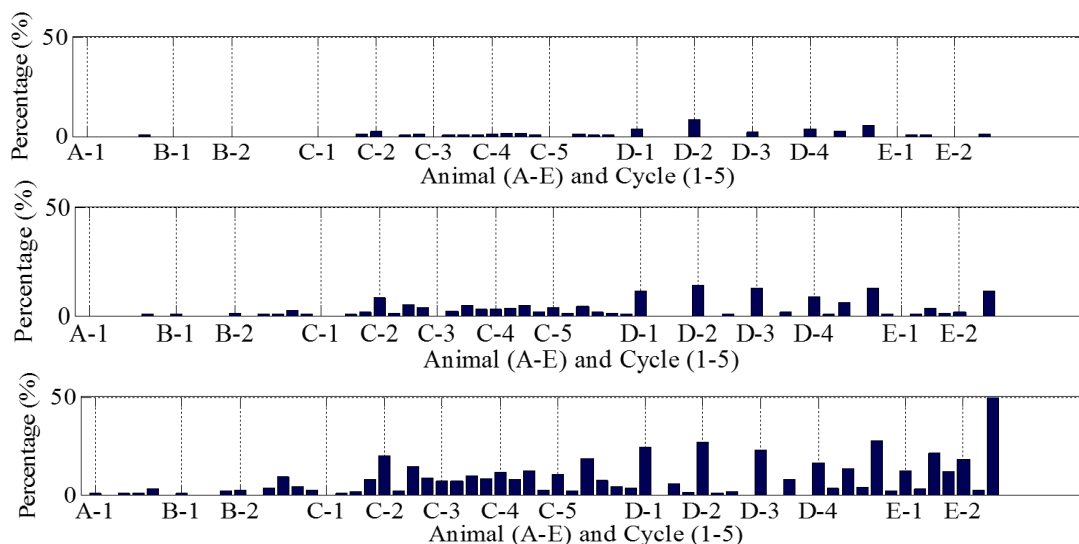 Percentage (%)
50
0
A-1 B-1 B-2 C-1 C-2 C-3 C-4 C-5 D-1 D-2 D-3 D-4 E-1 E-2
Animal (A-E) and Cycle (1-5)
Percentage (%)
50
0
A-1 B-1 B-2 C-1 C-2 C-3 C-4 C-5 D-1 D-2 D-3 D-4 E-1 E-2
Animal (A-E) and Cycle (1-5)
Percentage (%)
50
0
A-1 B-1 B-2 C-1 C-2 C-3 C-4 C-5 D-1 D-2 D-3 D-4 E-1 E-2
Animal (A-E) and Cycle (1-5)